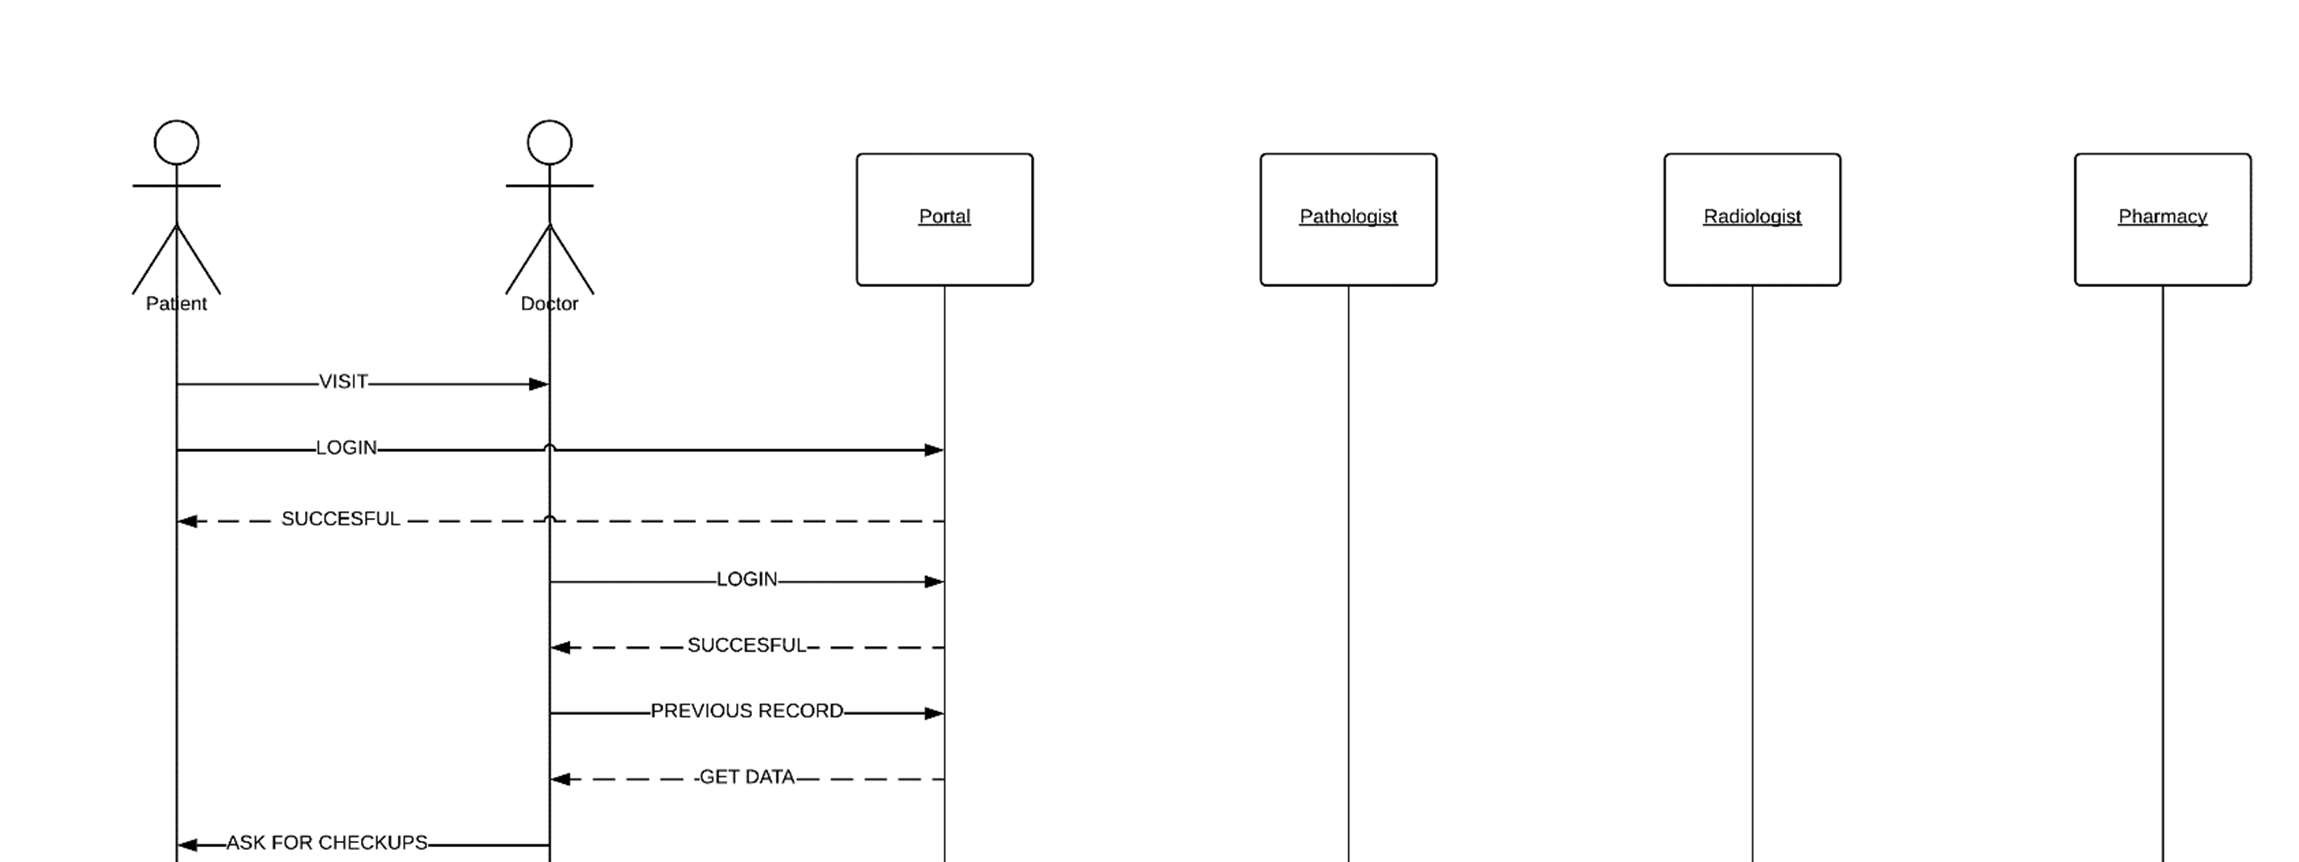 Portal
Pathologist
Radiologist
Pharmacy
Patient
Doctor
VISIT
LOGIN
SUCCESFUL
LOGIN
SUCCESFUL
PREVIOUS RECORD
GET DATA
ASK FOR CHECKUPS